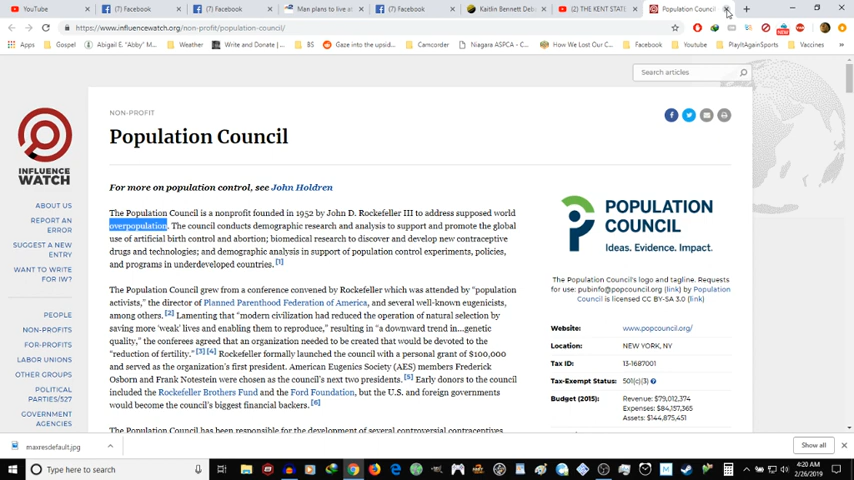 YouTube
(3) Facebook
(3) Facebook
Man plans to live al
(3) Facebook
Kaitlin Bennett Deb
(2) THE KENT STATE
Population Council
https://www.influencewatch.org/non-profit/population-council/
Apps
Abigail E. "Abby"
Weather
Write and Donate |...
BS
Gaze into the upsid...
Camcorder
Niagara ASPCA - C...
How We Lost Our C...
Facebook
Youtube
PlayItAgainSports
Vaccines
Search articles
INFLUENCE
WATCH
ABOUT US
REPORT AN
ERROR
SUGGEST A NEW
ENTRY
WANT TO WRITE
FOR IW?
PEOPLE
NON-PROFITS
FOR-PROFITS
LABOR UNIONS
OTHER GROUPS
POLITICAL
PARTIES/527
GOVERNMENT
AGENCIES
NON-PROFIT
Population Council
For more on population control, see John Holdren
The Population Council is a nonprofit founded in 1952 by John D. Rockefeller III to address supposed world
overpopulation. The council conducts demographic research and analysis to support and promote the global
use of artificial birth control and abortion; biomedical research to discover and develop new contraceptive
drugs and technologies; and demographic analysis in support of population control experiments, policies,
and programs in underdeveloped countries.[1]
The Population Council grew from a conference convened by Rockefeller which was attended by "population
activists," the director of Planned Parenthood Federation of America, and several well-known eugenicists,
among others.[2] Lamenting that "modern civilization had reduced the operation of natural selection by
saving more 'weak' lives and enabling them to reproduce," resulting in "a downward trend in...genetic
quality," the conferees agreed that an organization needed to be created that would be devoted to the
"reduction of fertility."[3][4] Rockefeller formally launched the council with a personal grant of $100,000
and served as the organization's first president. American Eugenics Society (AES) members Frederick
Osborn and Frank Notestein were chosen as the council's next two presidents.[5] Early donors to the council
included the Rockefeller Brothers Fund and the Ford Foundation, but the U.S. and foreign governments
would become the council's biggest financial backers.[6]
The Population Council has been responsible for the development of several controversial contraceptives
POPULATION
COUNCIL
Ideas. Evidence. Impact.
The Population Council's logo and tagline. Requests
for use: pubinfo@popcouncil.org (link) by Population
Council is licensed CC BY-SA 3.0 (link)
Website: www.popcouncil.org/
Location: NEW YORK, NY
Tax ID: 13-1687001
Tax-Exempt Status: 501(c)(3)
Budget (2015): Revenue: $79,012,374
Expenses: $84,157,365
Assets: $144,875,451
maxresdefault.jpg
Show all
Type here to search
4:20 AM
2/26/2019